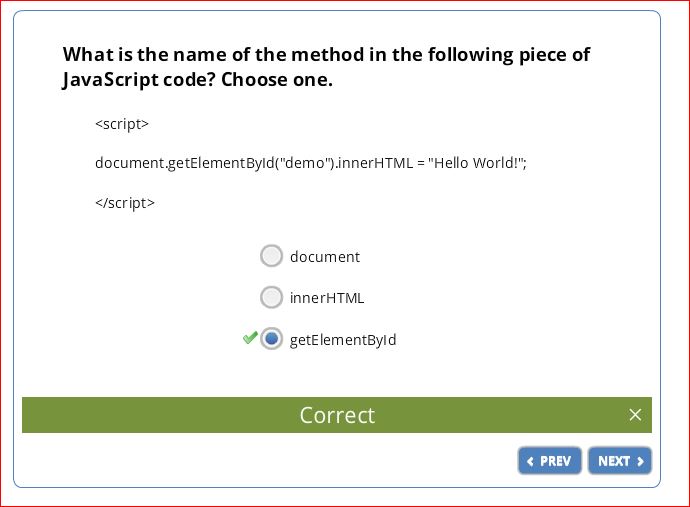 What is the name of the method in the following piece of
JavaScript code? Choose one.
<script>
document.getElementById("demo").innerHTML = "Hello World!";
</script>
document
innerHTML
getElementById
Correct
PREV
NEXT